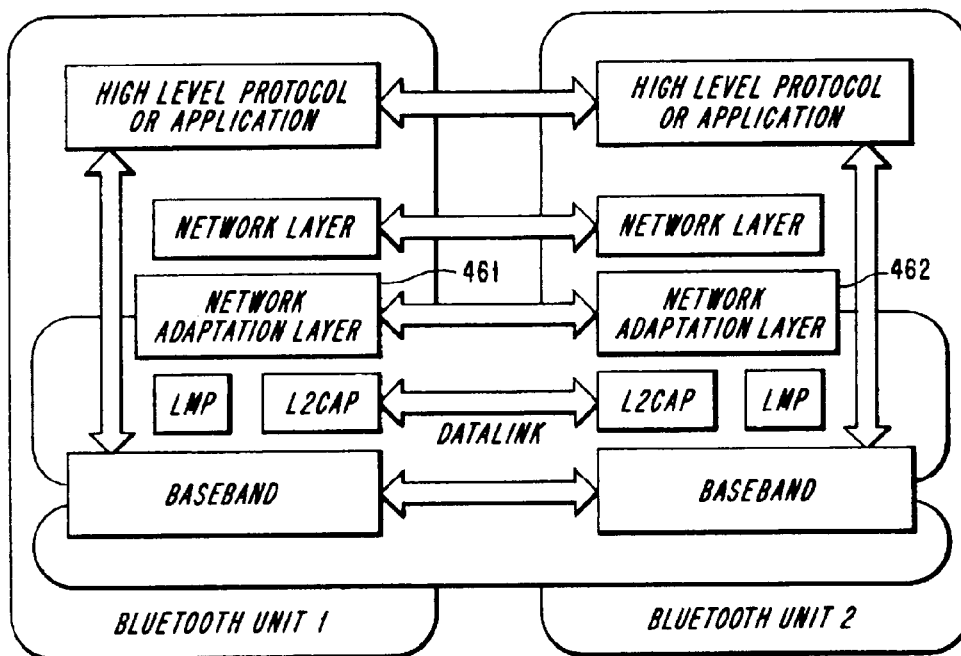 HIGH LEVEL PROTOCOL
OR APPLICATION
HIGH LEVEL PROTOCOL
OR APPLICATION
NETWORK LAYER
NETWORK LAYER
461
462
NETWORK
ADAPTATION LAYER
NETWORK
ADAPTATION LAYER
LMP
L2CAP
L2CAP
LMP
DATALINK
BASEBAND
BASEBAND
BLUETOOTH UNIT 1
BLUETOOTH UNIT 2